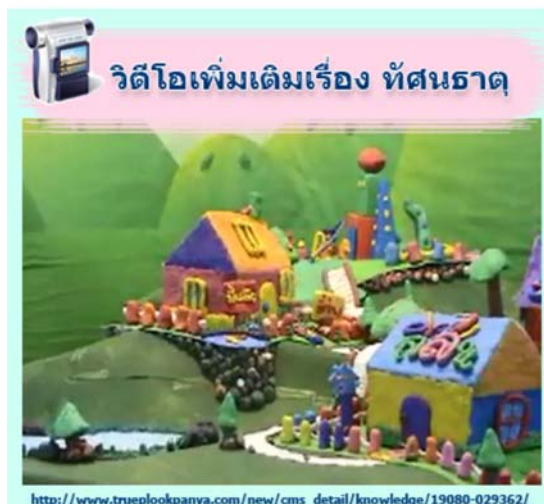 วิดีโอเพิ่มเติมเรื่อง ทัศนธาตุ
http://www.trueplookpanya.com/new/cms_detail/knowledge/19080-029362/